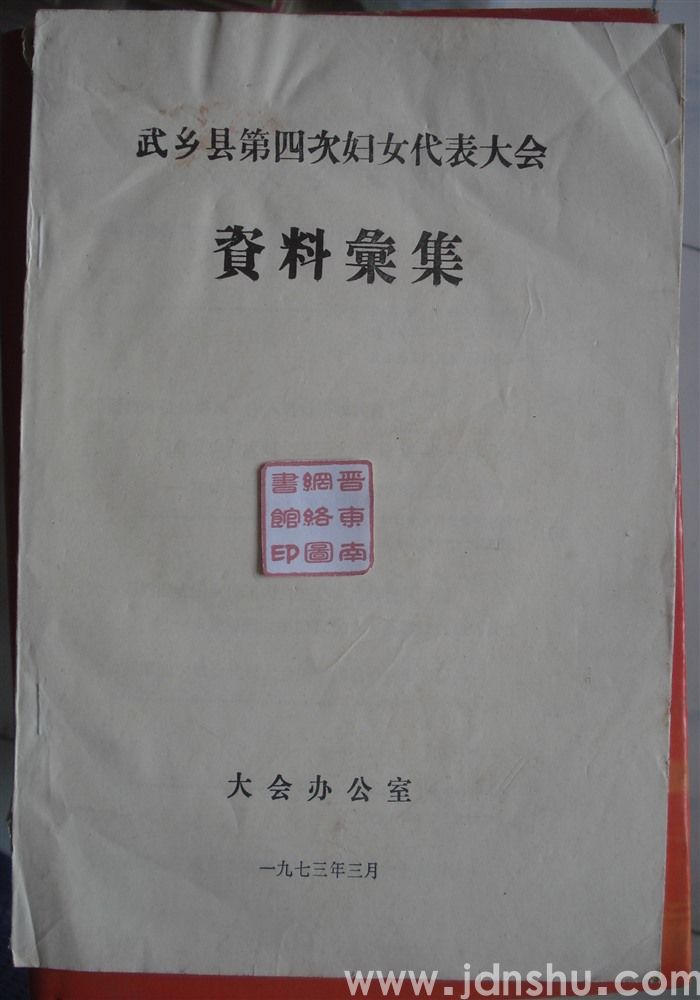 武乡县第四次妇女代表大会
資料彙集
晋東南
網絡圖
書館印
大会办公室
一九七三年三月
www.jdnshu.com